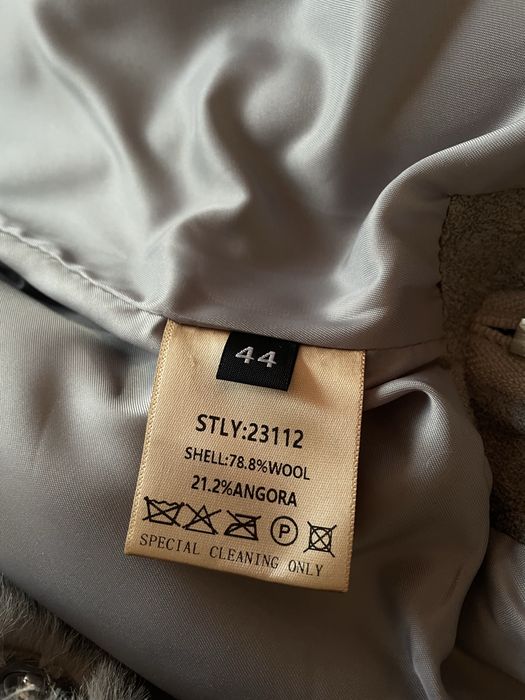 44
STLY:23112
SHELL:78.8%WOOL
21.2%ANGORA
P
SPECIAL CLEANING ONLY